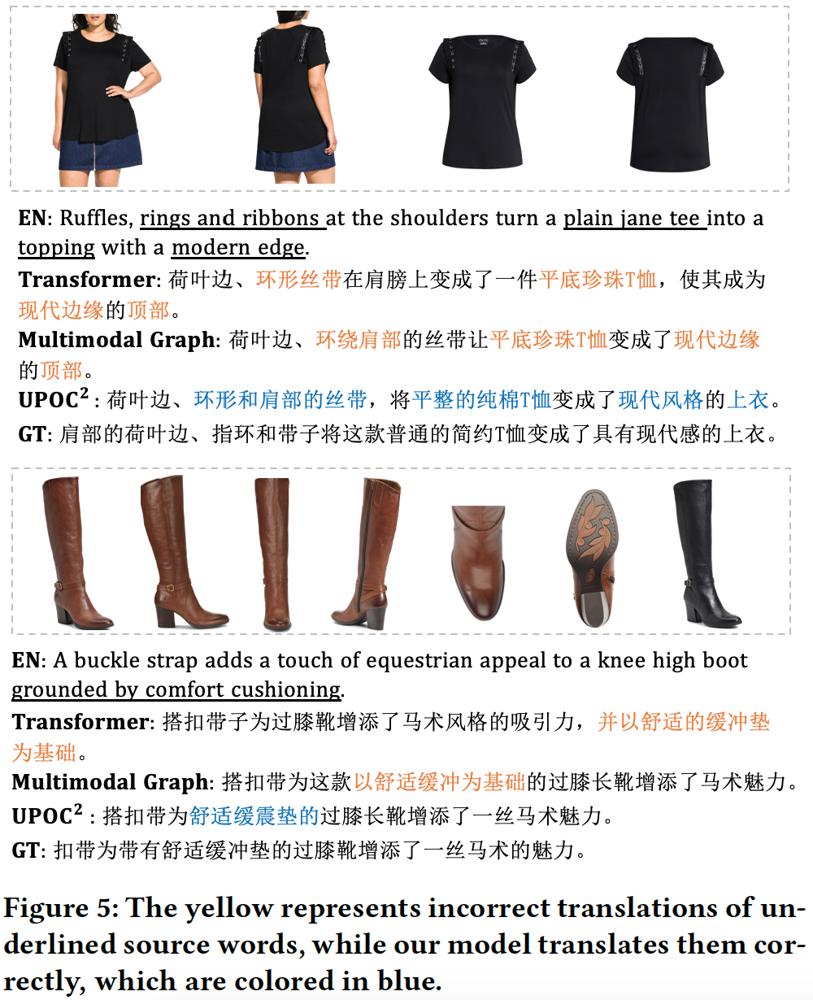 EN: Ruffles, rings and ribbons at the shoulders turn a plain jane tee into a
topping with a modern edge.
Transformer: 荷叶边、环形丝带在肩膀上变成了一件平底珍珠T恤，使其成为
现代边缘的顶部。
Multimodal Graph: 荷叶边、环绕肩部的丝带让平底珍珠T恤变成了现代边缘
的顶部。
UPOC² : 荷叶边、环形和肩部的丝带，将平整的纯棉T恤变成了现代风格的上衣。
GT: 肩部的荷叶边、指环和带子将这款普通的简约T恤变成了具有现代感的上衣。
EN: A buckle strap adds a touch of equestrian appeal to a knee high boot
grounded by comfort cushioning.
Transformer: 搭扣带子为过膝靴增添了马术风格的吸引力，并以舒适的缓冲垫
为基础。
Multimodal Graph: 搭扣带为这款以舒适缓冲为基础的过膝长靴增添了马术魅力。
UPOC² : 搭扣带为舒适缓震垫的过膝长靴增添了一丝马术魅力。
GT: 扣带为带有舒适缓冲垫的过膝靴增添了一丝马术的魅力。
Figure 5: The yellow represents incorrect translations of un-
derlined source words, while our model translates them cor-
rectly, which are colored in blue.